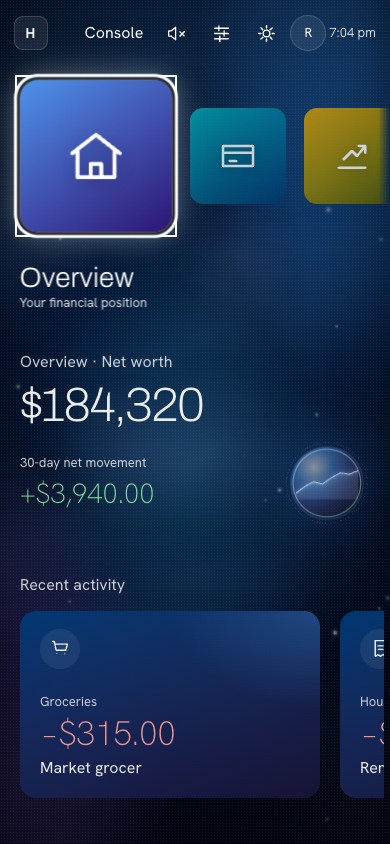 H
Console
R
7:04 pm
Overview
Your financial position
Overview · Net worth
$184,320
30-day net movement
+$3,940.00
Recent activity
Groceries
−$315.00
Market grocer